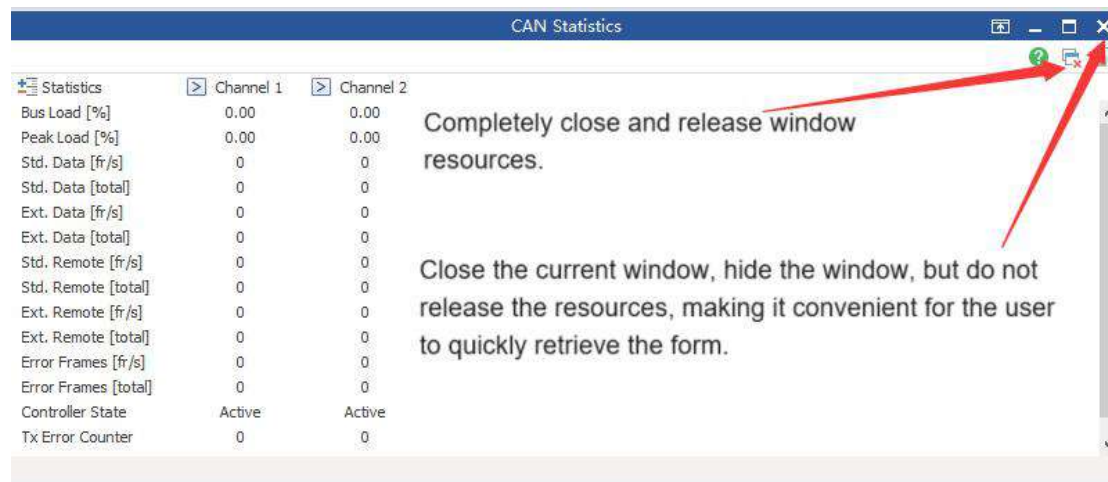 CAN Statistics
Statistics Channel 1 Channel 2
Bus Load [%] 0.00 0.00
Peak Load [%] 0.00 0.00
Std. Data [fr/s] 0 0
Std. Data [total] 0 0
Ext. Data [fr/s] 0 0
Ext. Data [total] 0 0
Std. Remote [fr/s] 0 0
Std. Remote [total] 0 0
Ext. Remote [fr/s] 0 0
Ext. Remote [total] 0 0
Error Frames [fr/s] 0 0
Error Frames [total] 0 0
Controller State Active Active
Tx Error Counter 0 0
Completely close and release window
resources.
Close the current window, hide the window, but do not
release the resources, making it convenient for the user
to quickly retrieve the form.